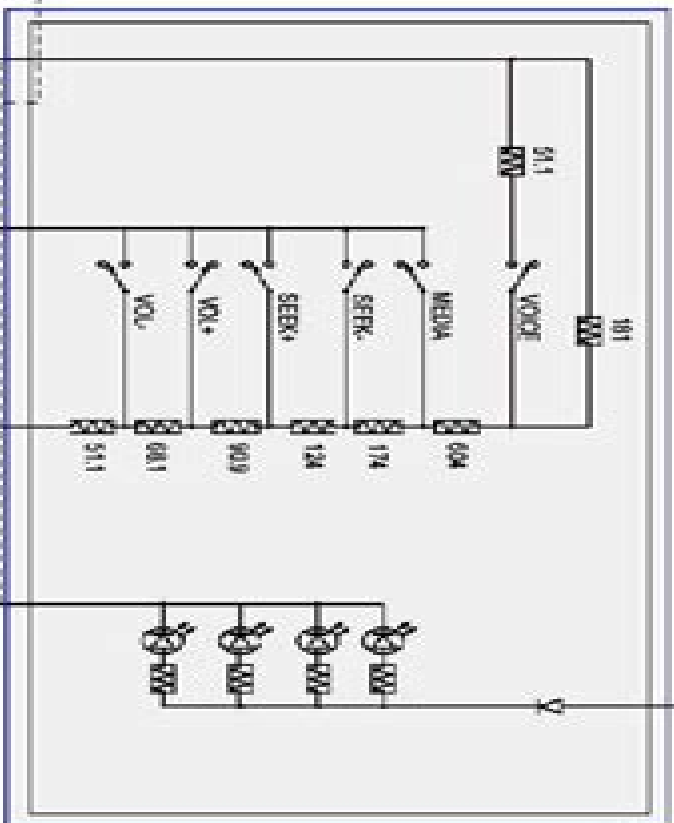 51.1
181
VOICE
MEDIA
SEEK-
SEEK+
VOL+
VOL-
604
174
124
90.9
68.1
51.1